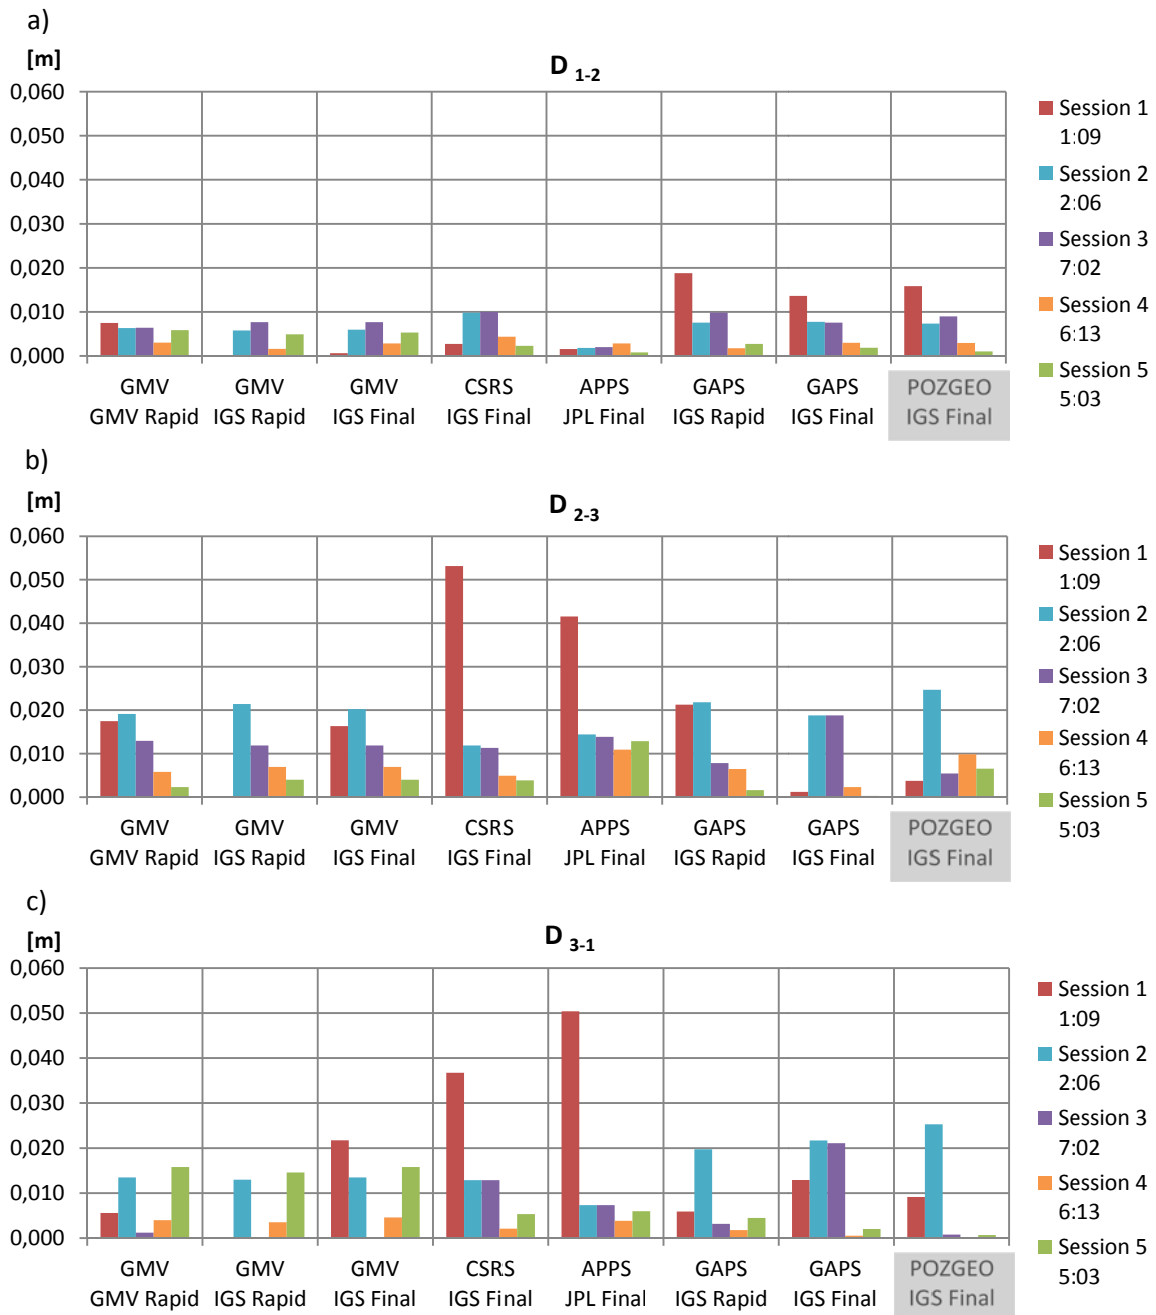 a)
[m]
D 1-2
0,060
0,050
0,040
0,030
0,020
0,010
0,000
GMV GMV GMV CSRS APPS GAPS GAPS POZGEO
GMV Rapid IGS Rapid IGS Final IGS Final JPL Final IGS Rapid IGS Final IGS Final
Session 1
1:09
Session 2
2:06
Session 3
7:02
Session 4
6:13
Session 5
5:03
b)
[m]
D 2-3
0,060
0,050
0,040
0,030
0,020
0,010
0,000
GMV GMV GMV CSRS APPS GAPS GAPS POZGEO
GMV Rapid IGS Rapid IGS Final IGS Final JPL Final IGS Rapid IGS Final IGS Final
Session 1
1:09
Session 2
2:06
Session 3
7:02
Session 4
6:13
Session 5
5:03
c)
[m]
D 3-1
0,060
0,050
0,040
0,030
0,020
0,010
0,000
GMV GMV GMV CSRS APPS GAPS GAPS POZGEO
GMV Rapid IGS Rapid IGS Final IGS Final JPL Final IGS Rapid IGS Final IGS Final
Session 1
1:09
Session 2
2:06
Session 3
7:02
Session 4
6:13
Session 5
5:03